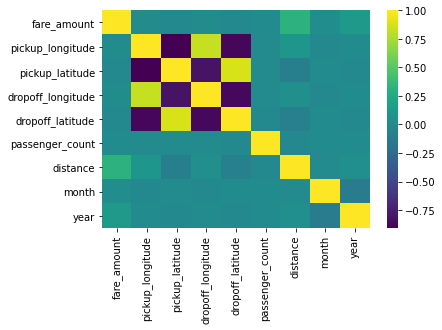 fare_amount
pickup_longitude
pickup_latitude
dropoff_longitude
dropoff_latitude
passenger_count
distance
month
year
fare_amount
pickup_longitude
pickup_latitude
dropoff_longitude
dropoff_latitude
passenger_count
distance
month
year
1.00
0.75
0.50
0.25
0.00
−0.25
−0.50
−0.75